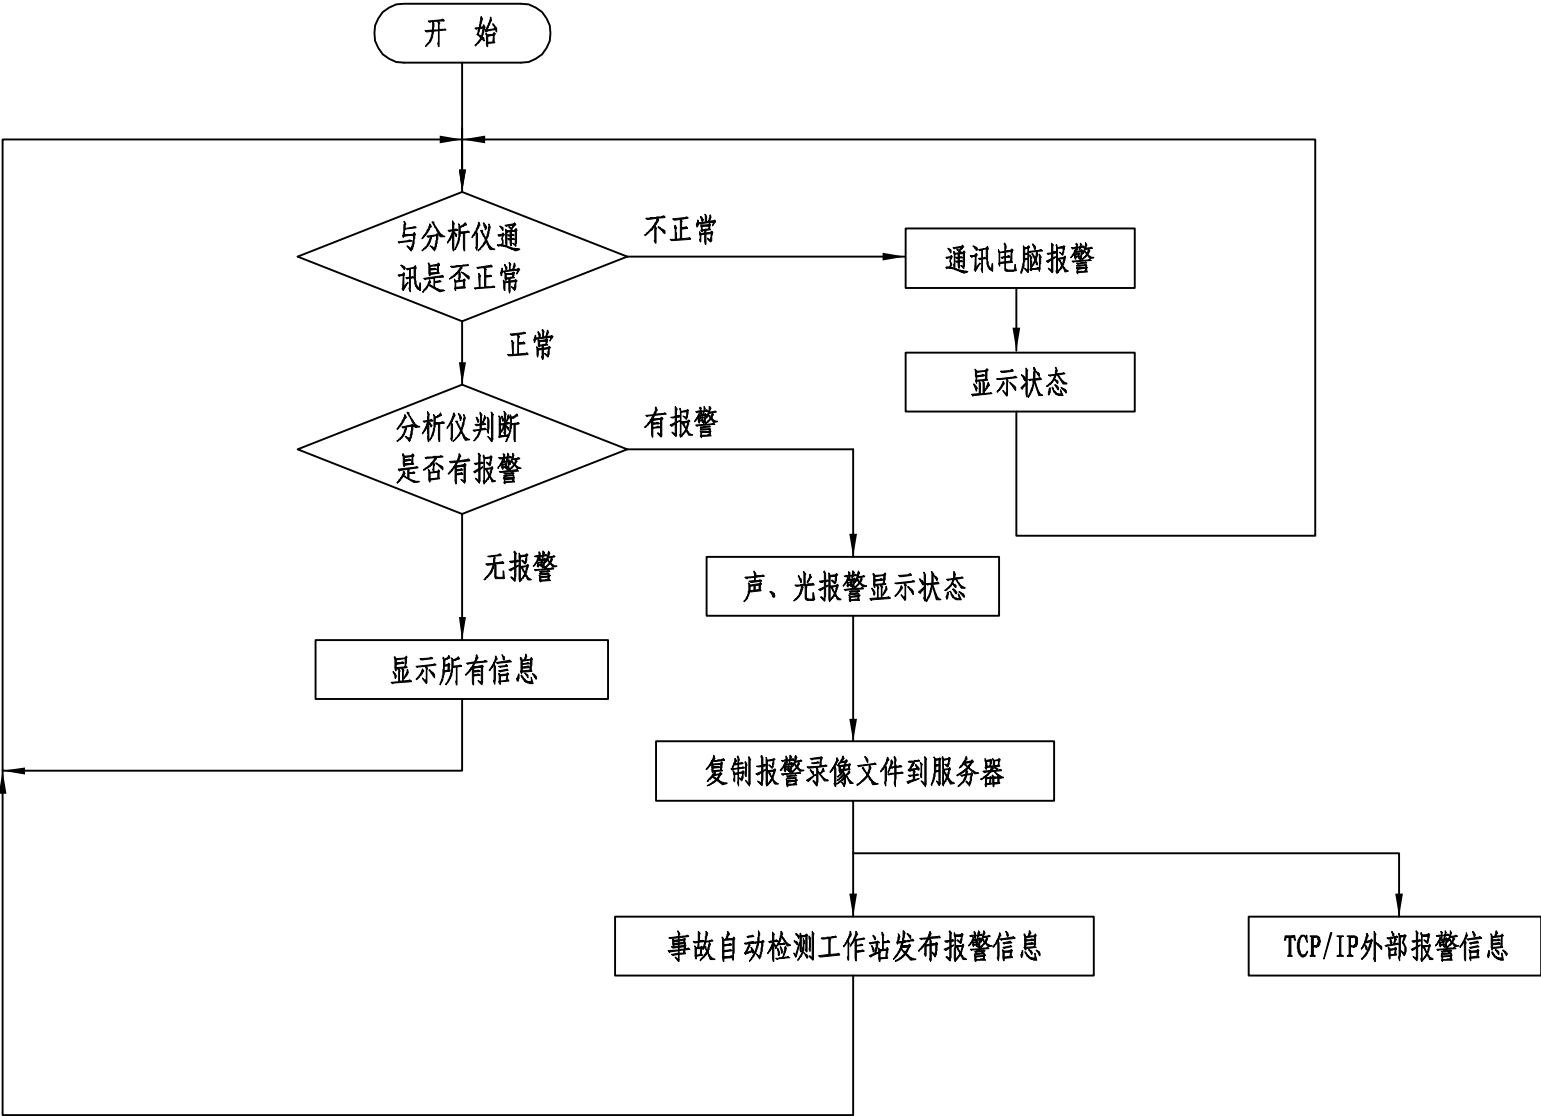 开 始
与分析仪通
讯是否正常
不正常
通讯电脑报警
正常
显示状态
分析仪判断
是否有报警
有报警
无报警
声、光报警显示状态
显示所有信息
复制报警录像文件到服务器
事故自动检测工作站发布报警信息
TCP/IP外部报警信息